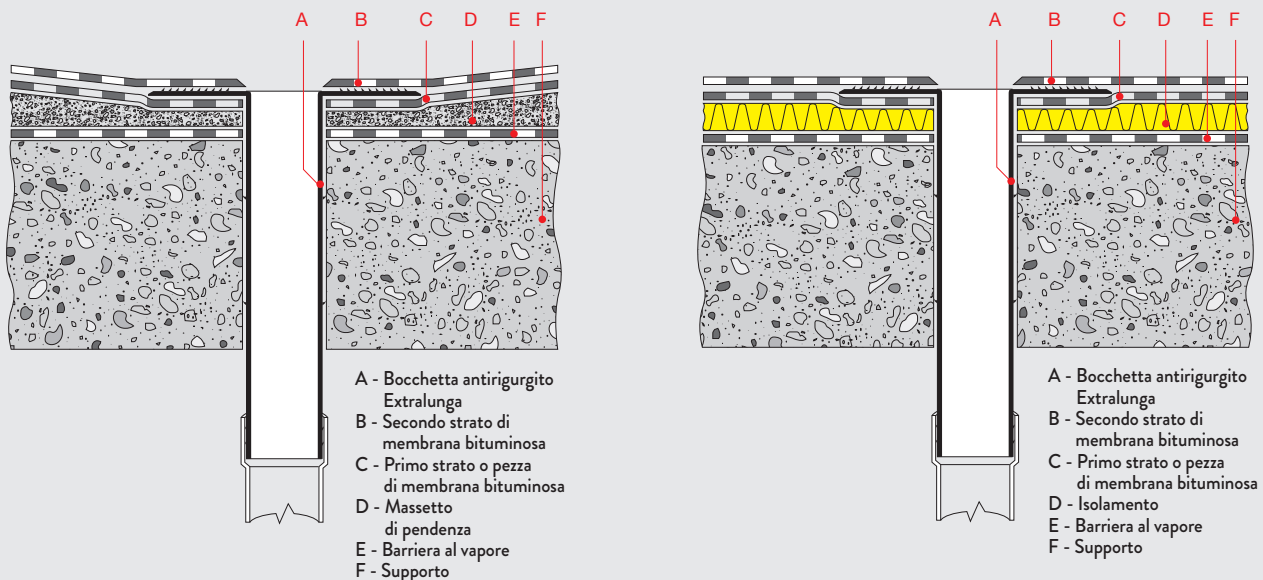 A B C D E F
A - Bocchetta antirigurgito
Extralunga
B - Secondo strato di
membrana bituminosa
C - Primo strato o pezza
di membrana bituminosa
D - Massetto
di pendenza
E - Barriera al vapore
F - Supporto
A B C D E F
A - Bocchetta antirigurgito
Extralunga
B - Secondo strato di
membrana bituminosa
C - Primo strato o pezza
di membrana bituminosa
D - Isolamento
E - Barriera al vapore
F - Supporto